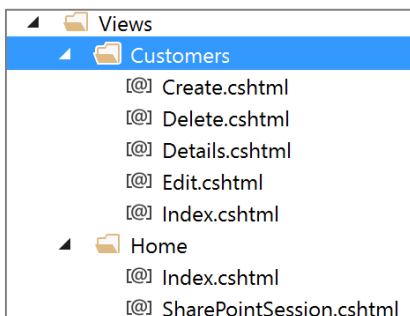 Views
Customers
[@] Create.cshtml
[@] Delete.cshtml
[@] Details.cshtml
[@] Edit.cshtml
[@] Index.cshtml
Home
[@] Index.cshtml
[@] SharePointSession.cshtml